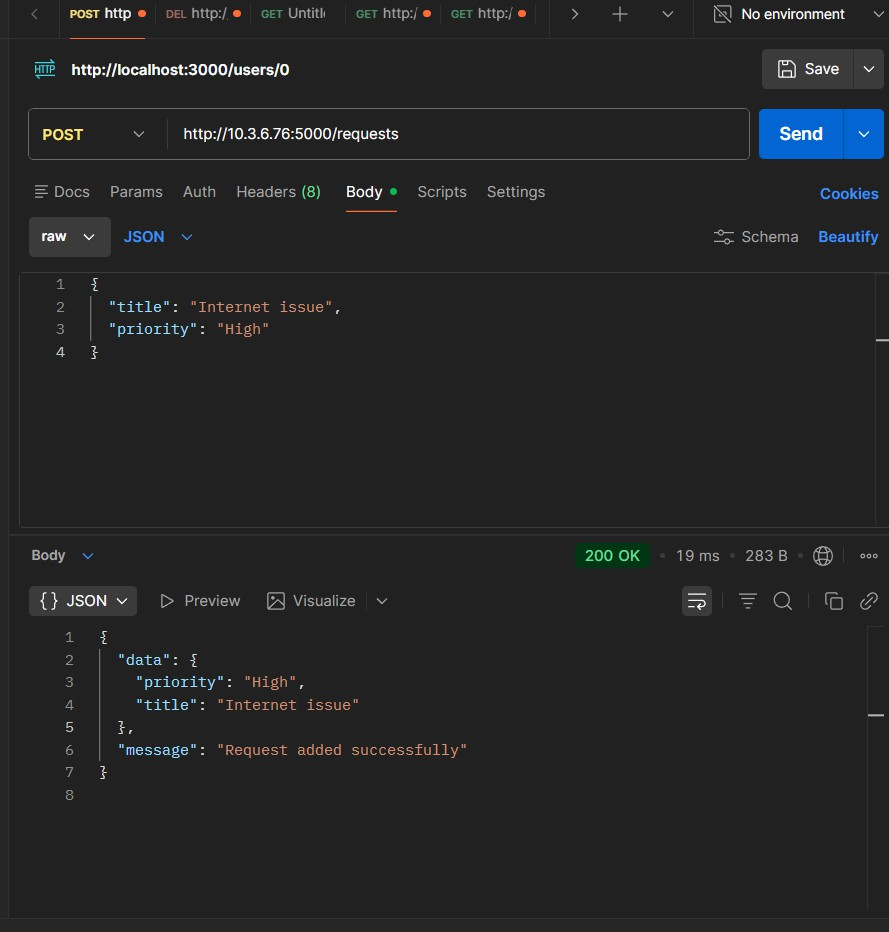 POST http DEL http:/ GET Untitl GET http:/ GET http:/ No environment
HTTP http://localhost:3000/users/0 Save
POST http://10.3.6.76:5000/requests Send
Docs Params Auth Headers (8) Body Scripts Settings Cookies
raw JSON Schema Beautify
1 {
2 "title": "Internet issue",
3 "priority": "High"
4 }
Body 200 OK 19 ms 283 B
{} JSON Preview Visualize
1 {
2 "data": {
3 "priority": "High",
4 "title": "Internet issue"
5 },
6 "message": "Request added successfully"
7 }
8